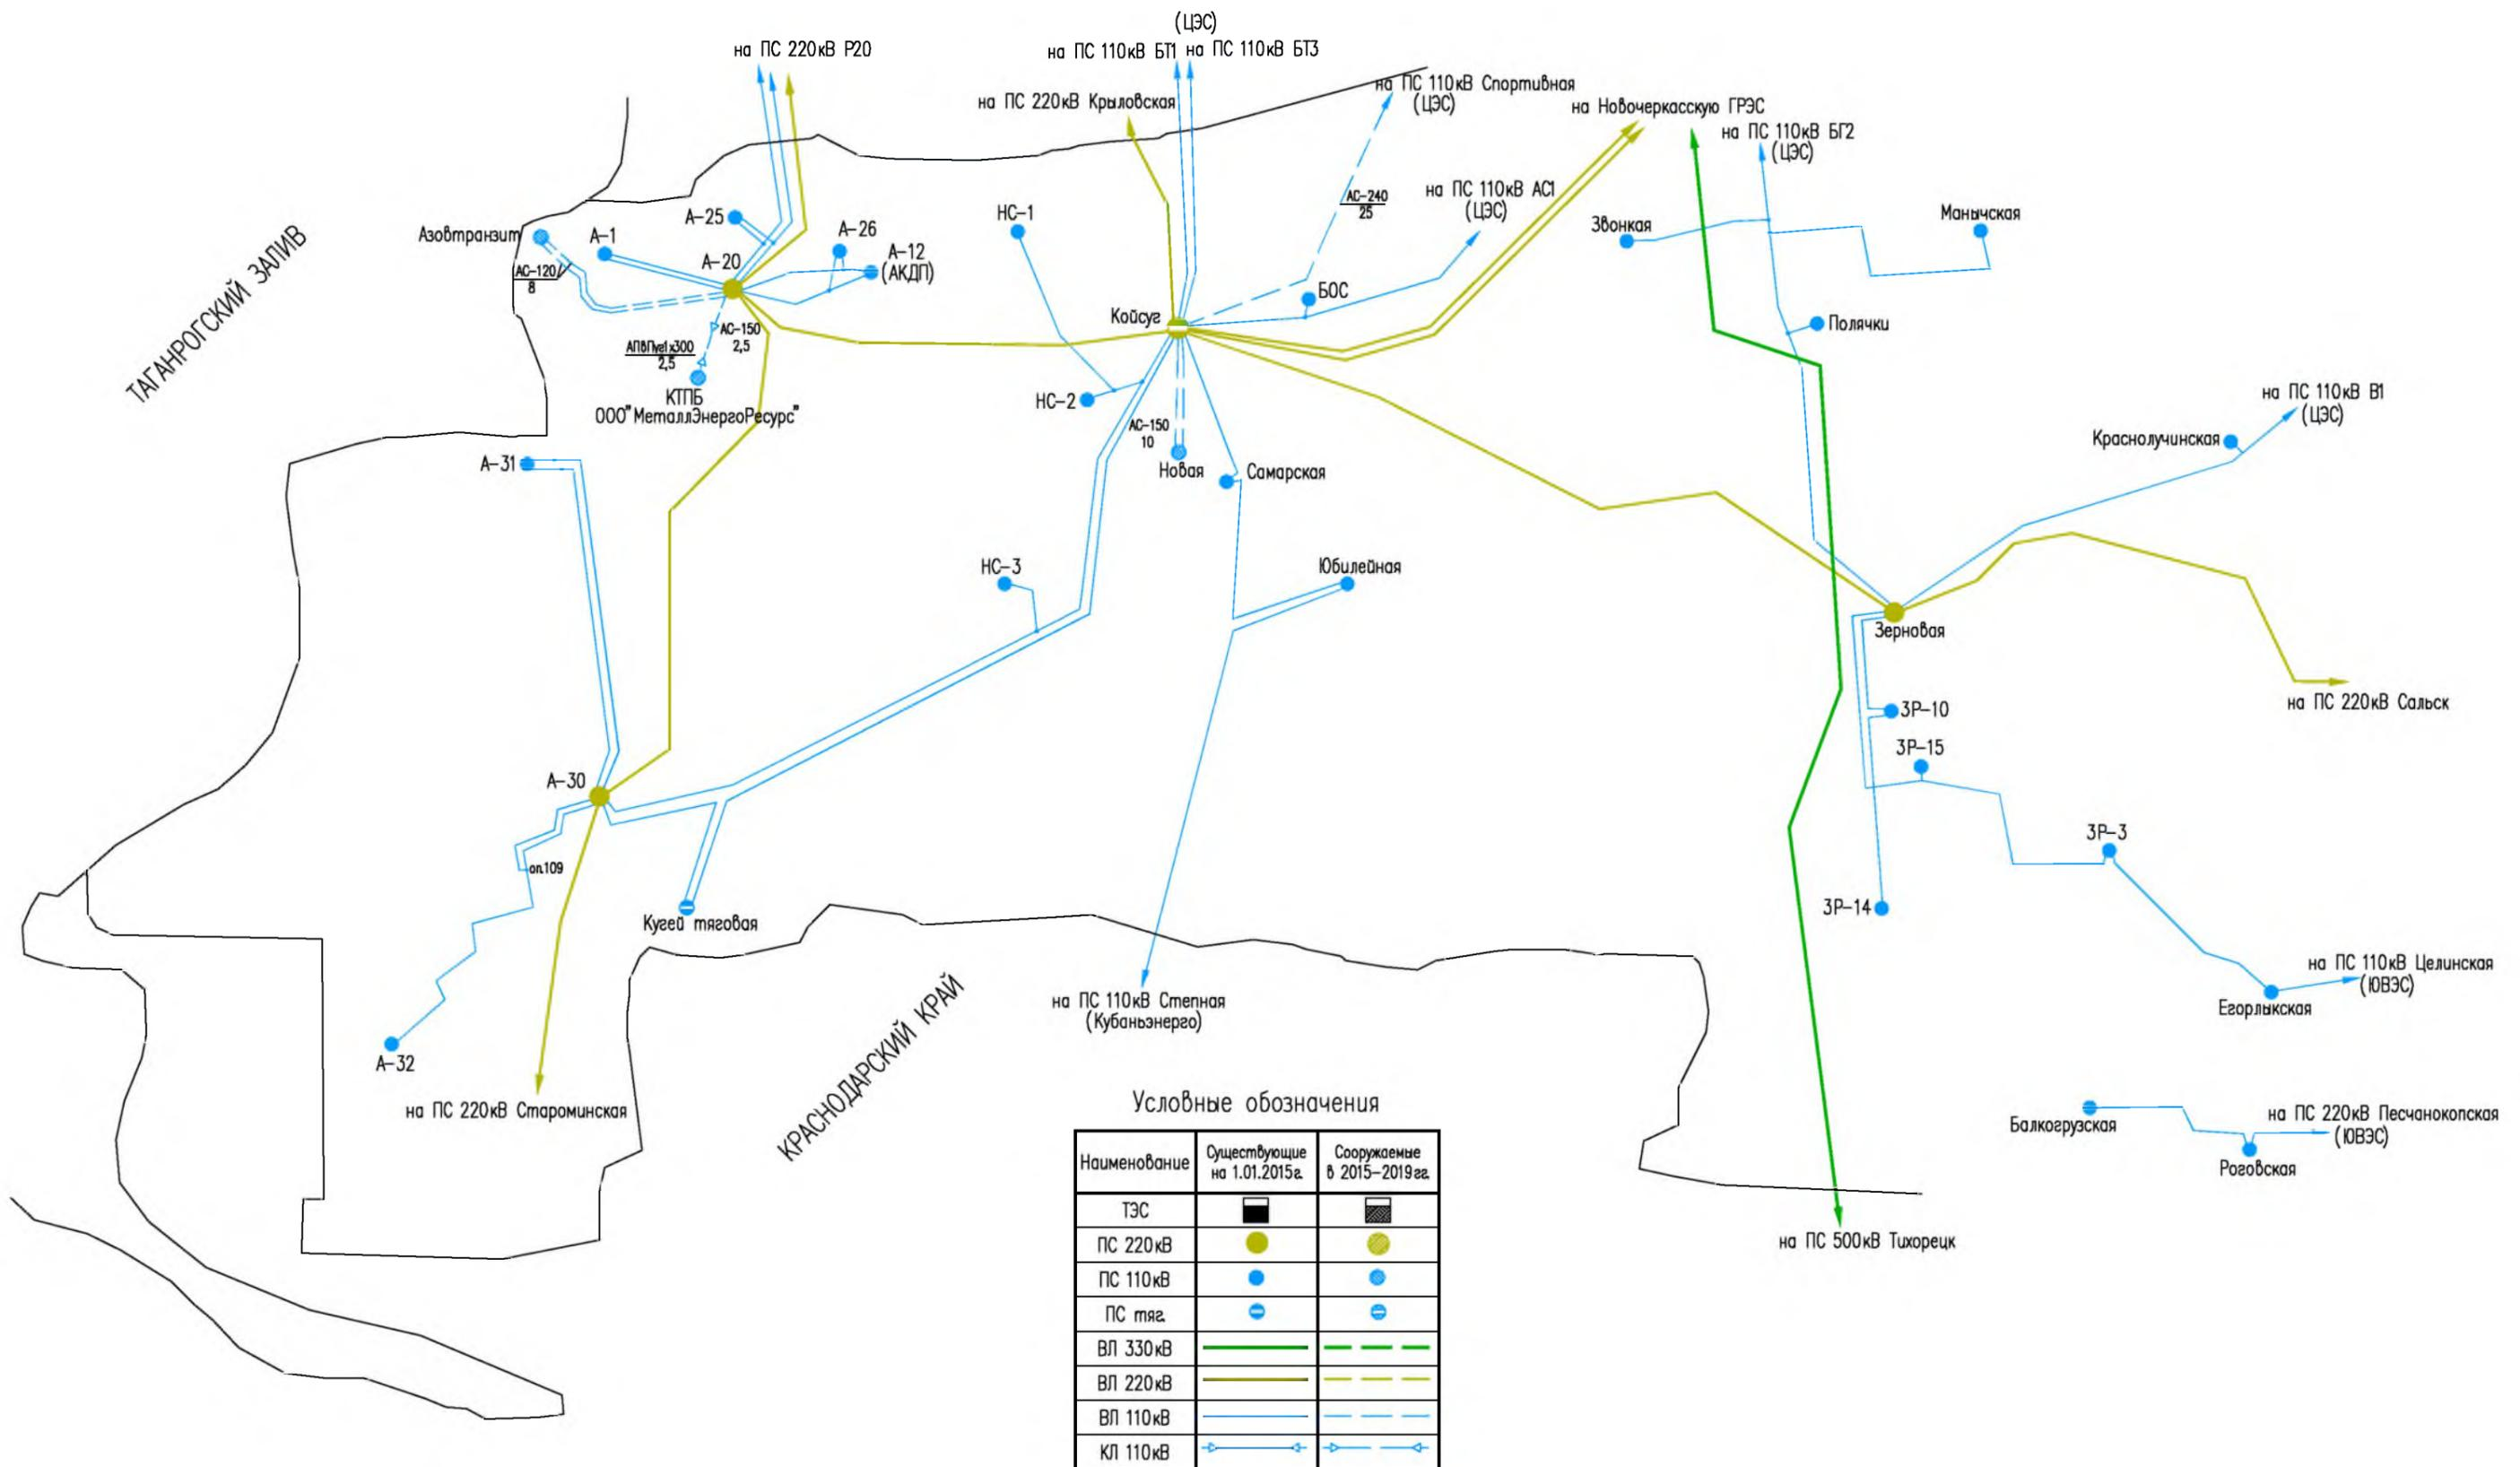 (ЦЭС)
на ПС 220кВ Р20
на ПС 110кВ БТ1
на ПС 110кВ БТ3
на ПС 220кВ Крыловская
на ПС 110кВ Спортивная
(ЦЭС)
на Новочеркасскую ГРЭС
на ПС 110кВ БГ2
(ЦЭС)
ТАГАНРОГСКИЙ ЗАЛИВ
Азовтранзит
АС-120
8
А-1
А-25
А-20
А-26
А-12
(АКДП)
НС-1
АС-240
25
на ПС 110кВ АС1
(ЦЭС)
Звонкая
Манычская
Койсуг
БОС
Полячки
АС-150
2,5
2,5
КТПБ
ООО"МеталлЭнергоРесурс"
НС-2
АС-150
10
Новая
Самарская
на ПС 110кВ В1
(ЦЭС)
Краснолучинская
А-31
НС-3
Юбилейная
Зерновая
на ПС 220кВ Сальск
ЗР-10
ЗР-15
А-30
оп.109
ЗР-3
ЗР-14
Кугей тяговая
на ПС 110кВ Целинская
(ЮВЭС)
Егорлыкская
на ПС 110кВ Степная
(Кубаньэнерго)
А-32
КРАСНОДАРСКИЙ КРАЙ
на ПС 220кВ Староминская
Балкогрузская
на ПС 220кВ Песчанокопская
(ЮВЭС)
Роговская
на ПС 500кВ Тихорецк
Условные обозначения
Наименование
Существующие
на 1.01.2015г.
Сооружаемые
в 2015-2019гг.
ТЭС
ПС 220кВ
ПС 110кВ
ПС тяг.
ВЛ 330кВ
ВЛ 220кВ
ВЛ 110кВ
КЛ 110кВ